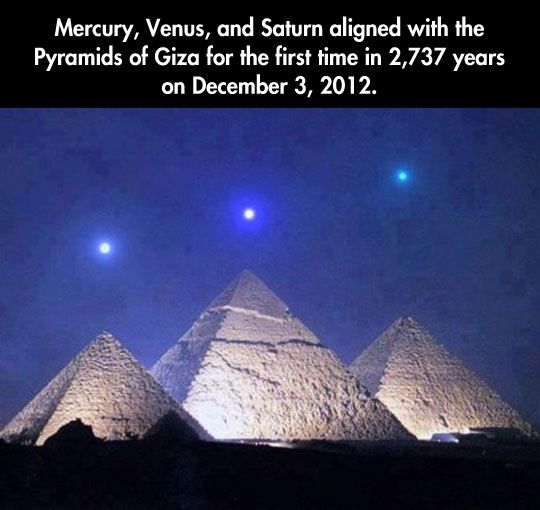 Mercury, Venus, and Saturn aligned with the
Pyramids of Giza for the first time in 2,737 years
on December 3, 2012.